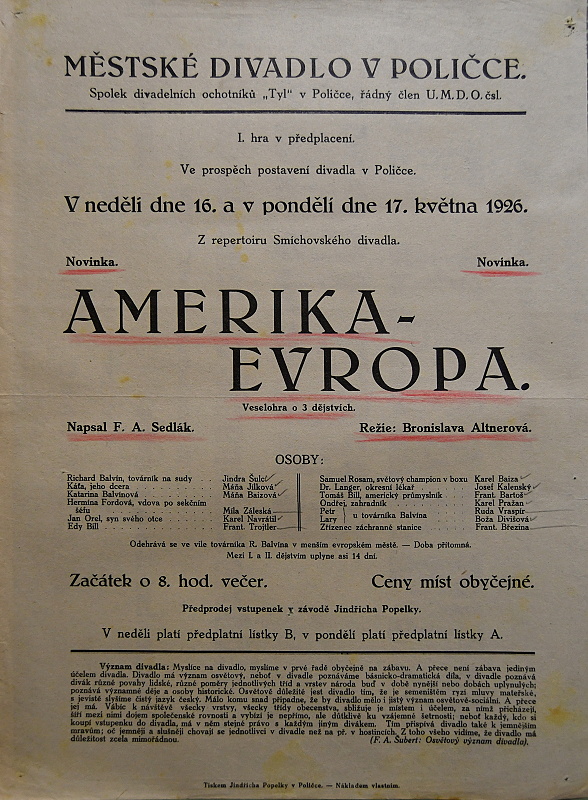 MĚSTSKÉ DIVADLO V POLIČCE.
Spolek divadelních ochotníků „Tyl“ v Poličce, řádný člen U. M. D. O. čsl.
I. hra v předplacení.
Ve prospěch postavení divadla v Poličce.
V neděli dne 16. a v pondělí dne 17. května 1926.
Z repertoiru Smíchovského divadla.
Novinka. Novinka.
AMERIKA-
EVROPA.
Veselohra o 3 dějstvích.
Napsal F. A. Sedlák. Režie: Bronislava Altnerová.
OSOBY:
Richard Balvín, továrník na sudy . . . . Jindra Šulc
Káťa, jeho dcera . . . . Máňa Jílková
Katarina Balvínová . . . . Máňa Baizová
Hermina Fordová, vdova po sekčním
šéfu . . . . Míla Záleská
Jan Orel, syn svého otce . . . . Karel Navrátil
Edy Bill . . . . Frant. Trojtler
Samuel Rosam, světový champion v boxu Karel Baiza
Dr. Langer, okresní lékař . . . . Josef Kalenský
Tomáš Bill, americký průmyslník . . . . Frant. Bartoš
Ondřej, zahradník . . . . Karel Pražan
Petr } u továrníka Balvína . . . . Ruda Vraspír
Lary } Boža Divišová
Zřízenec záchranné stanice . . . . Frant. Březina
Odehrává se ve vile továrníka R. Balvína v menším evropském městě. — Doba přítomná.
Mezi I. a II. dějstvím uplyne asi 14 dní.
Začátek o 8. hod. večer. Ceny míst obyčejné.
Předprodej vstupenek v závodě Jindřicha Popelky.
V neděli platí předplatní lístky B, v pondělí platí předplatní lístky A.
Význam divadla: Myslíce na divadlo, myslíme v prvé řadě obyčejně na zábavu. A přece není zábava jediným
účelem divadla. Divadlo má význam osvětový, neboť v divadle poznáváme básnicko-dramatická díla, v divadle poznává
divák různé povahy lidské, různé poměry jednotlivých tříd a vrstev národa buď v době nynější nebo dobách uplynulých;
poznává významné děje a osoby historické. Osvětově důležité jest divadlo tím, že je semeništěm ryzí mluvy mateřské,
s jeviště slyšíme čistý jazyk český. Málo komu snad připadne, že by divadlo mělo i jistý význam osvětově-sociální. A přece
jej má. Vábíc k návštěvě všecky vrstvy, všecky třídy obecenstva, sbližuje je místem i účelem, za nímž přicházejí,
šíří mezi nimi dojem společenské rovnosti a vybízí je nepřímo, ale důtklivě ku vzájemné šetrnosti; neboť každý, kdo si
koupí vstupenku do divadla, má v něm stejné právo s každým jiným divákem. Tím přispívá divadlo také k jemnějším
mravům; oč jemněji a slušněji chovají se jednotlivci v divadle než na př. v hostincích. Z toho všeho vidíme, že divadlo má
důležitost zcela mimořádnou. (F. A. Šubert: Osvětový význam divadla).
Tiskem Jindřicha Popelky v Poličce. — Nákladem vlastním.